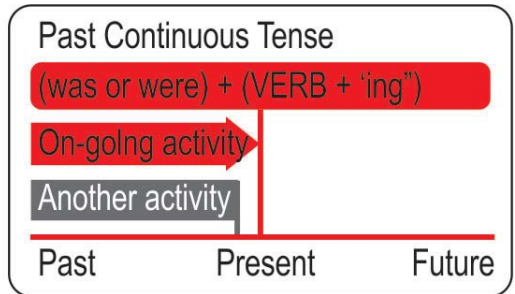 Past Continuous Tense
(was or were) + (VERB + ‘ing”)
On-golng activity
Another activity
Past Present Future